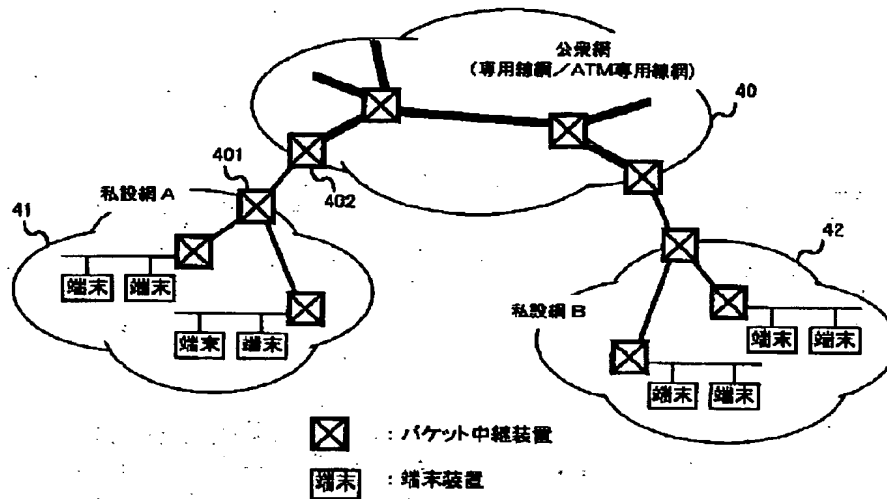 公衆網
(専用線網/ATM専用線網)
40
401
402
私設網A
41
端末 端末
端末 端末
42
私設網B
端末 端末
端末 端末
:パケット中継装置
端末 :端末装置